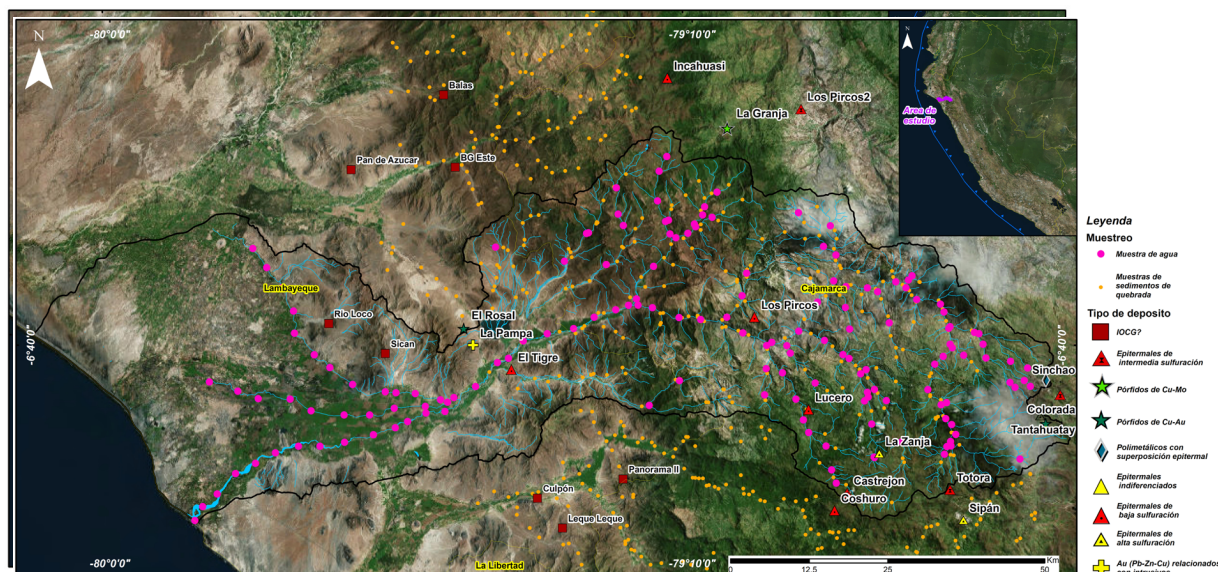 -80°0'0"
-79°10'0"
N
N
Incahuasi
Los Pircos2
Balas
La Granja
Área de
estudio
Pan de Azucar
BG Este
Leyenda
Muestreo
Muestra de agua
Muestras de
sedimentos de
quebrada
Lambayeque
Cajamarca
Los Pircos
Rio Loco
El Rosal
La Pampa
-6°40'0"
-6°40'0"
Tipo de deposito
IOCG?
Sican
El Tigre
Sinchao
Epitermales de
intermedia sulfuración
Colorada
Pórfidos de Cu-Mo
Lucero
Tantahuatay
Pórfidos de Cu-Au
La Zanja
Polimetálicos con
superposición epitermal
Panorama II
Castrejon
Totora
Epitermales
indiferenciados
Culpón
Coshuro
Sipán
Epitermales de
baja sulfuración
Leque Leque
Epitermales de
alta sulfuración
La Libertad
-80°0'0"
-79°10'0"
Km
0
12.5
25
50
Au (Pb-Zn-Cu) relacionados
con intrusivos